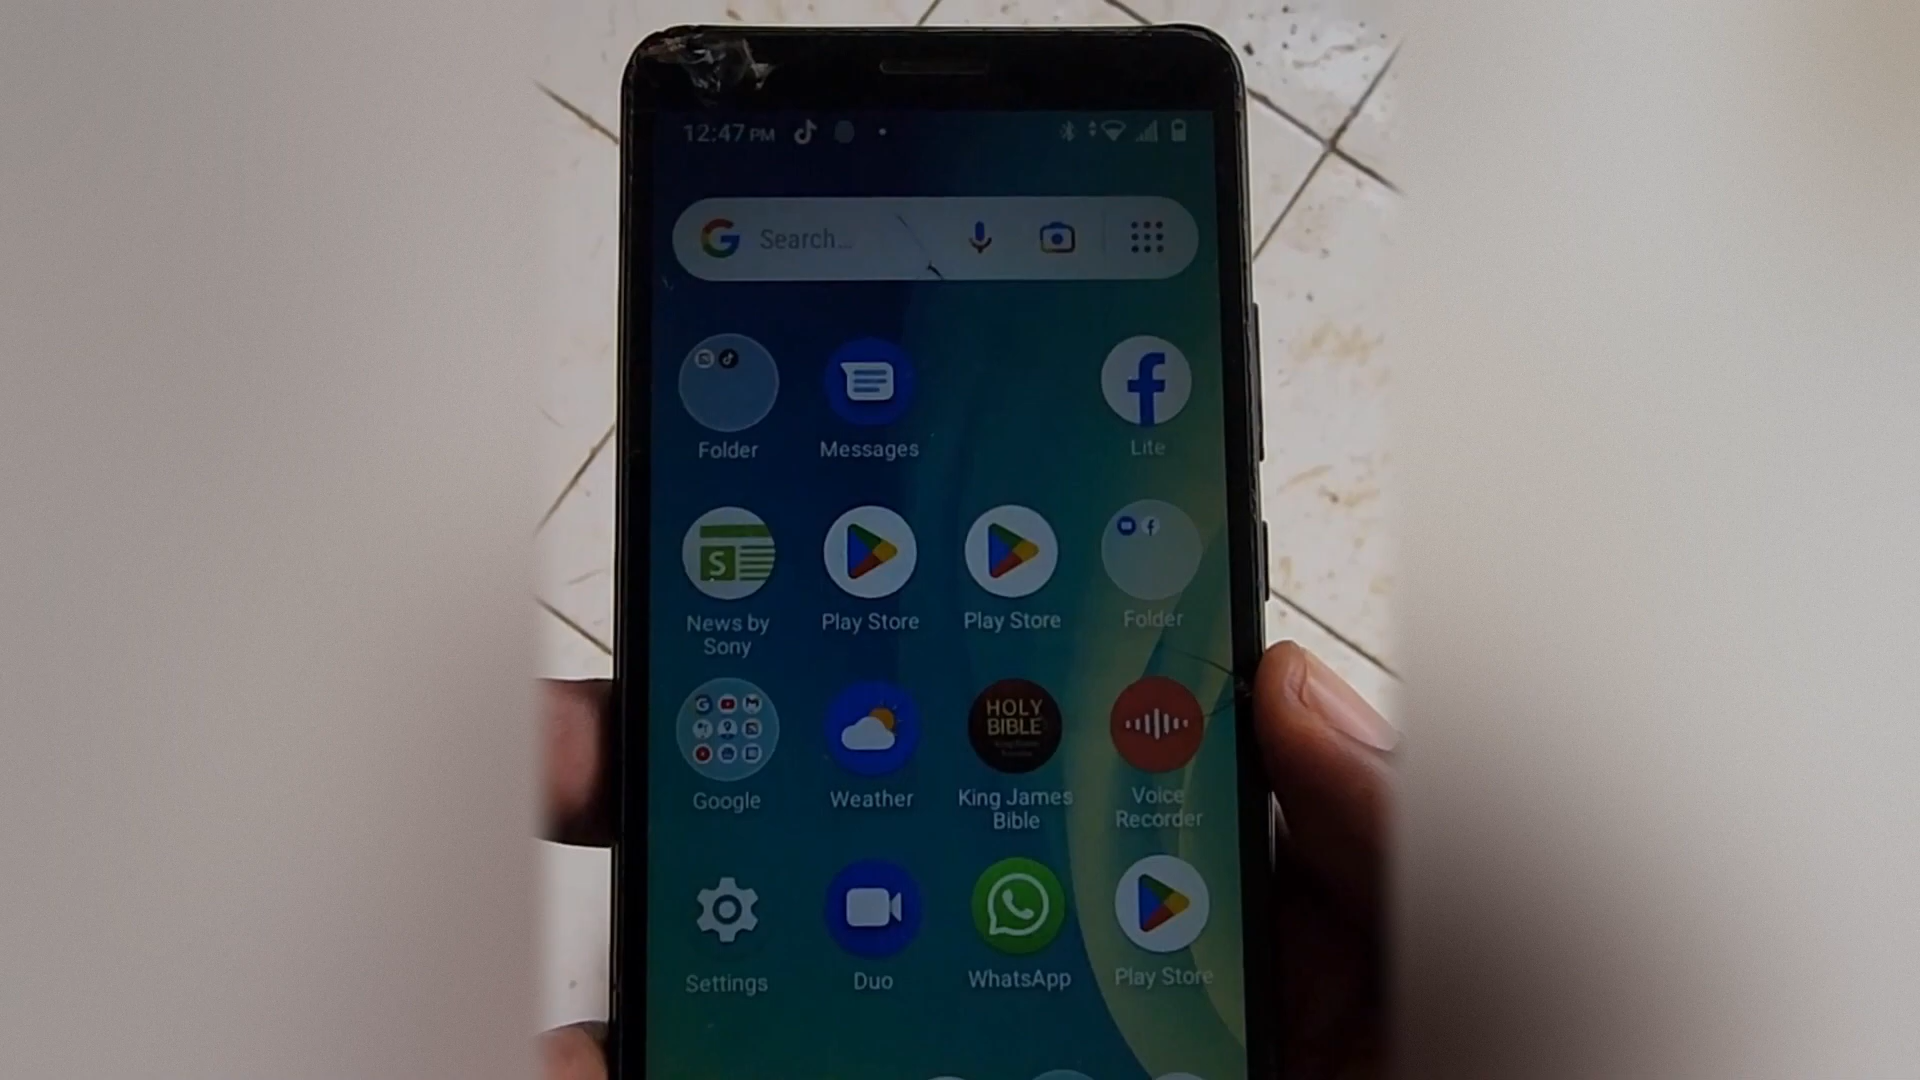 12:47 PM
Search...
Folder
Messages
Lite
News by
Sony
Play Store
Play Store
Folder
Google
Weather
HOLY
BIBLE
King James
Bible
Voice
Recorder
Settings
Duo
WhatsApp
Play Store